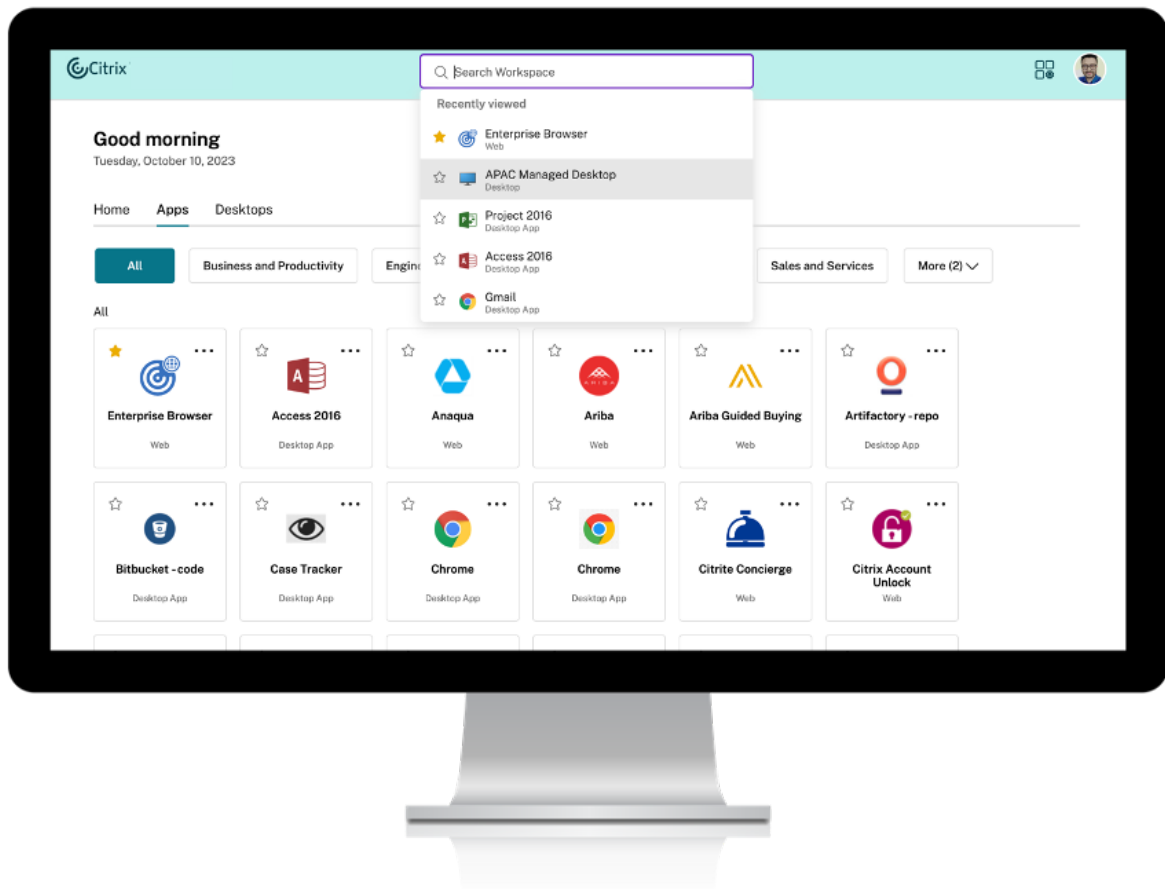 Citrix
Search Workspace
Recently viewed
Enterprise Browser
Web
APAC Managed Desktop
Desktop
Project 2016
Desktop App
Access 2016
Desktop App
Gmail
Desktop App
Good morning
Tuesday, October 10, 2023
Home Apps Desktops
All Business and Productivity Engin Sales and Services More (2)
All
Enterprise Browser Access 2016 Anaqua Ariba Ariba Guided Buying Artifactory - repo
Web Desktop App Web Web Web Desktop App
Bitbucket - code Case Tracker Chrome Chrome Citrite Concierge Citrix Account
Unlock
Desktop App Desktop App Desktop App Desktop App Web Web